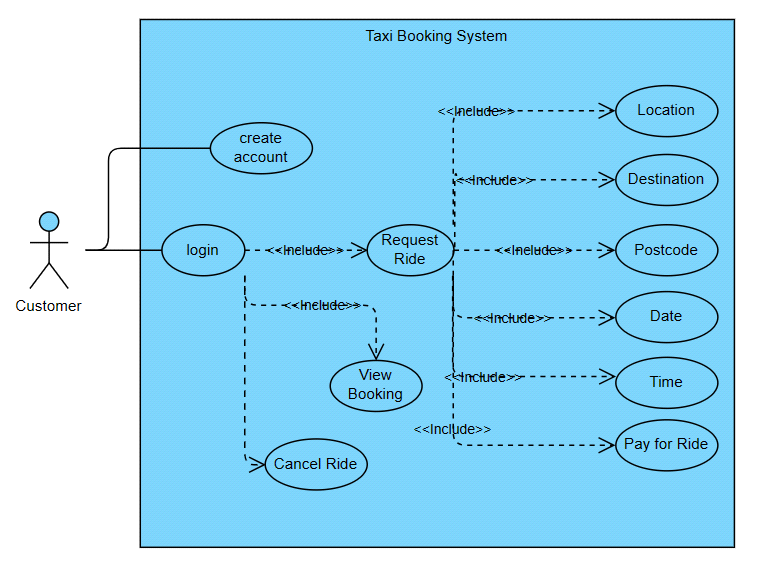 Taxi Booking System
<<Include>>
Location
create
account
<<Include>>
Destination
Customer
login
<<Include>>
Request
Ride
<<Include>>
Postcode
<<Include>>
<<Include>>
Date
View
Booking
<<Include>>
Time
<<Include>>
Pay for Ride
Cancel Ride